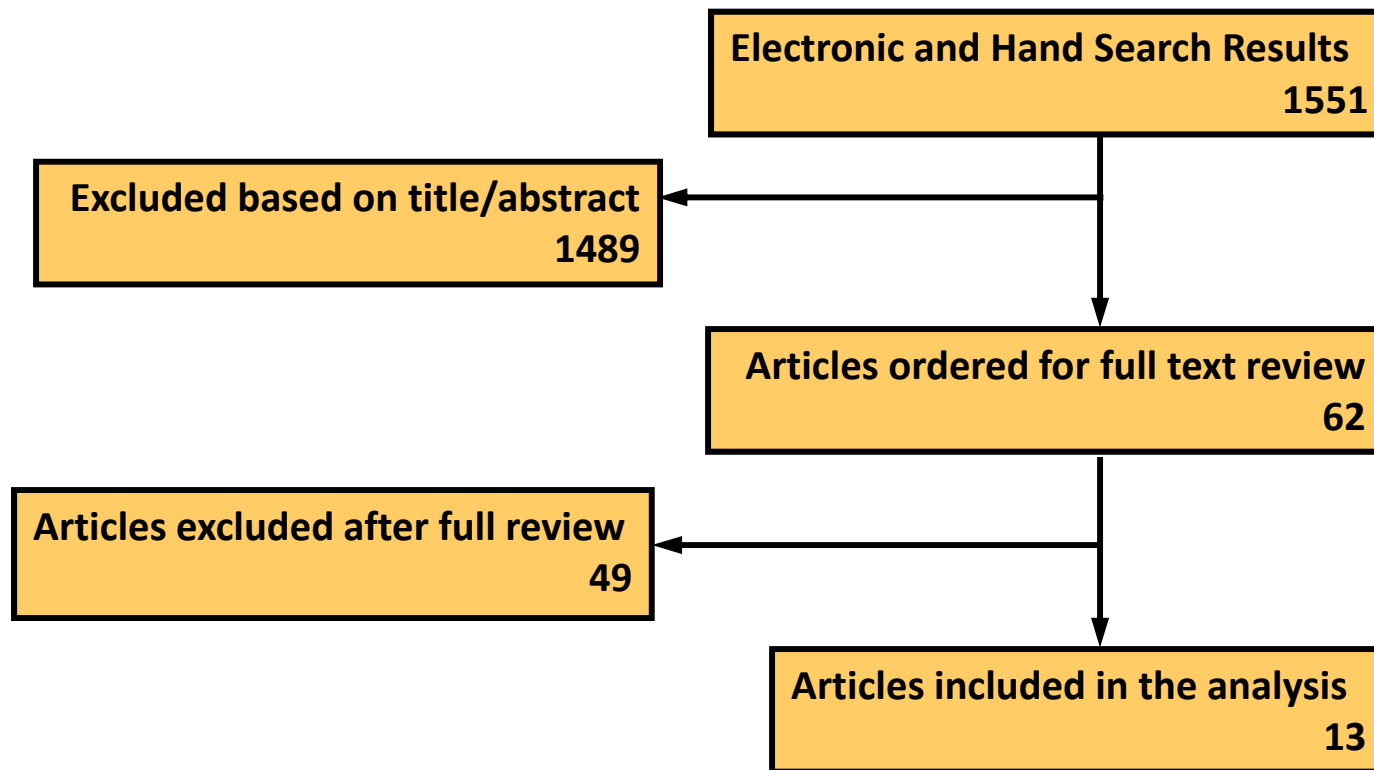 Electronic and Hand Search Results
1551
Excluded based on title/abstract
1489
Articles ordered for full text review
62
Articles excluded after full review
49
Articles included in the analysis
13